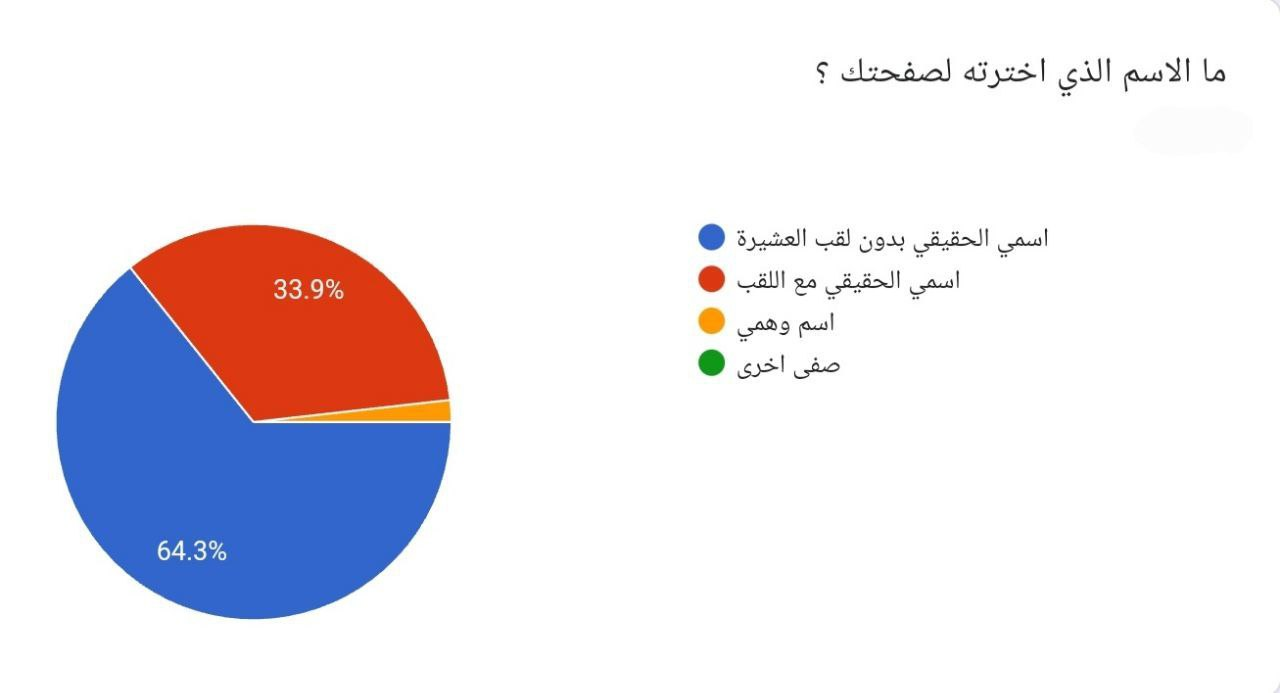 ما الاسم الذي اخترته لصفحتك ؟
اسمي الحقيقي بدون لقب العشيرة
اسمي الحقيقي مع اللقب
اسم وهمي
صفى اخرى
33.9%
64.3%